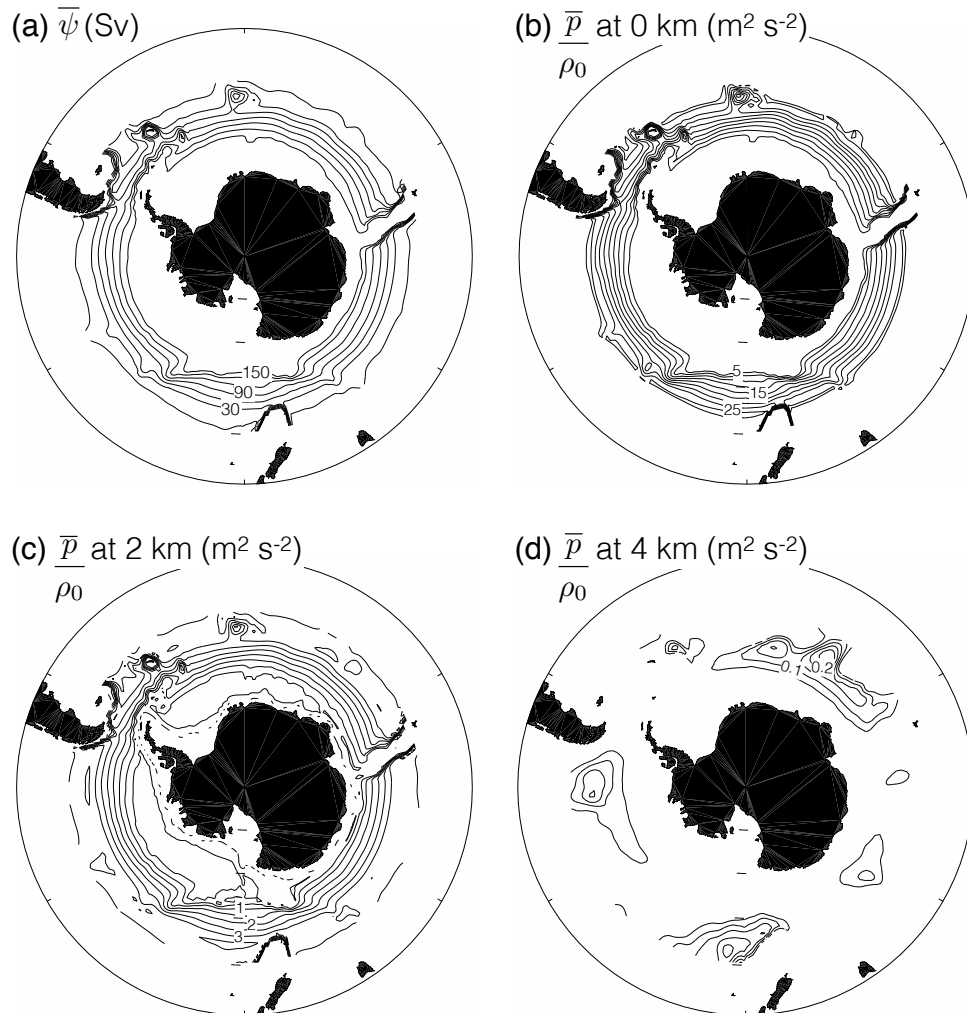 (a) ψ̅ (Sv)
(b) p̅/ρ₀ at 0 km (m² s⁻²)
150
90
30
5
15
25
(c) p̅/ρ₀ at 2 km (m² s⁻²)
(d) p̅/ρ₀ at 4 km (m² s⁻²)
0.1
0.2
1
2
3